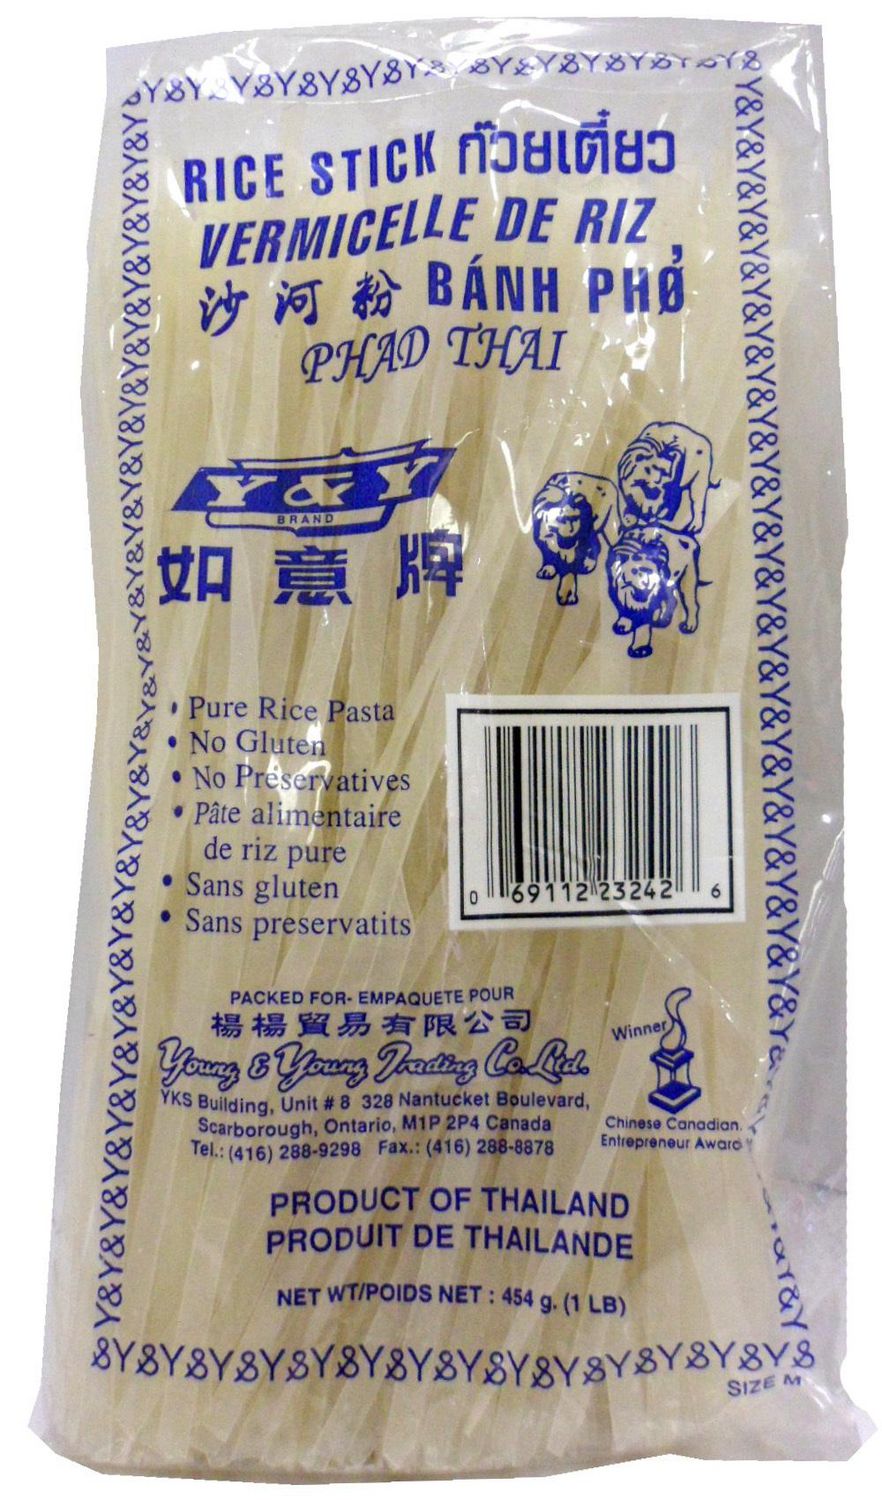 RICE STICK ก๊วยเตี๋ยว
VERMICELLE DE RIZ
沙河粉 BÁNH PHỞ
PHAD THAI
Y & Y
BRAND
如意牌
• Pure Rice Pasta
• No Gluten
• No Preservatives
• Pâte alimentaire
de riz pure
• Sans gluten
• Sans preservatits
0 69112 23242 6
PACKED FOR- EMPAQUETE POUR
楊楊貿易有限公司
Young & Young Trading Co. Ltd.
YKS Building, Unit # 8 328 Nantucket Boulevard,
Scarborough, Ontario, M1P 2P4 Canada
Tel.: (416) 288-9298 Fax.: (416) 288-8878
Winner
Chinese Canadian
Entrepreneur Award
PRODUCT OF THAILAND
PRODUIT DE THAILANDE
NET WT/POIDS NET : 454 g. (1 LB)
SIZE M